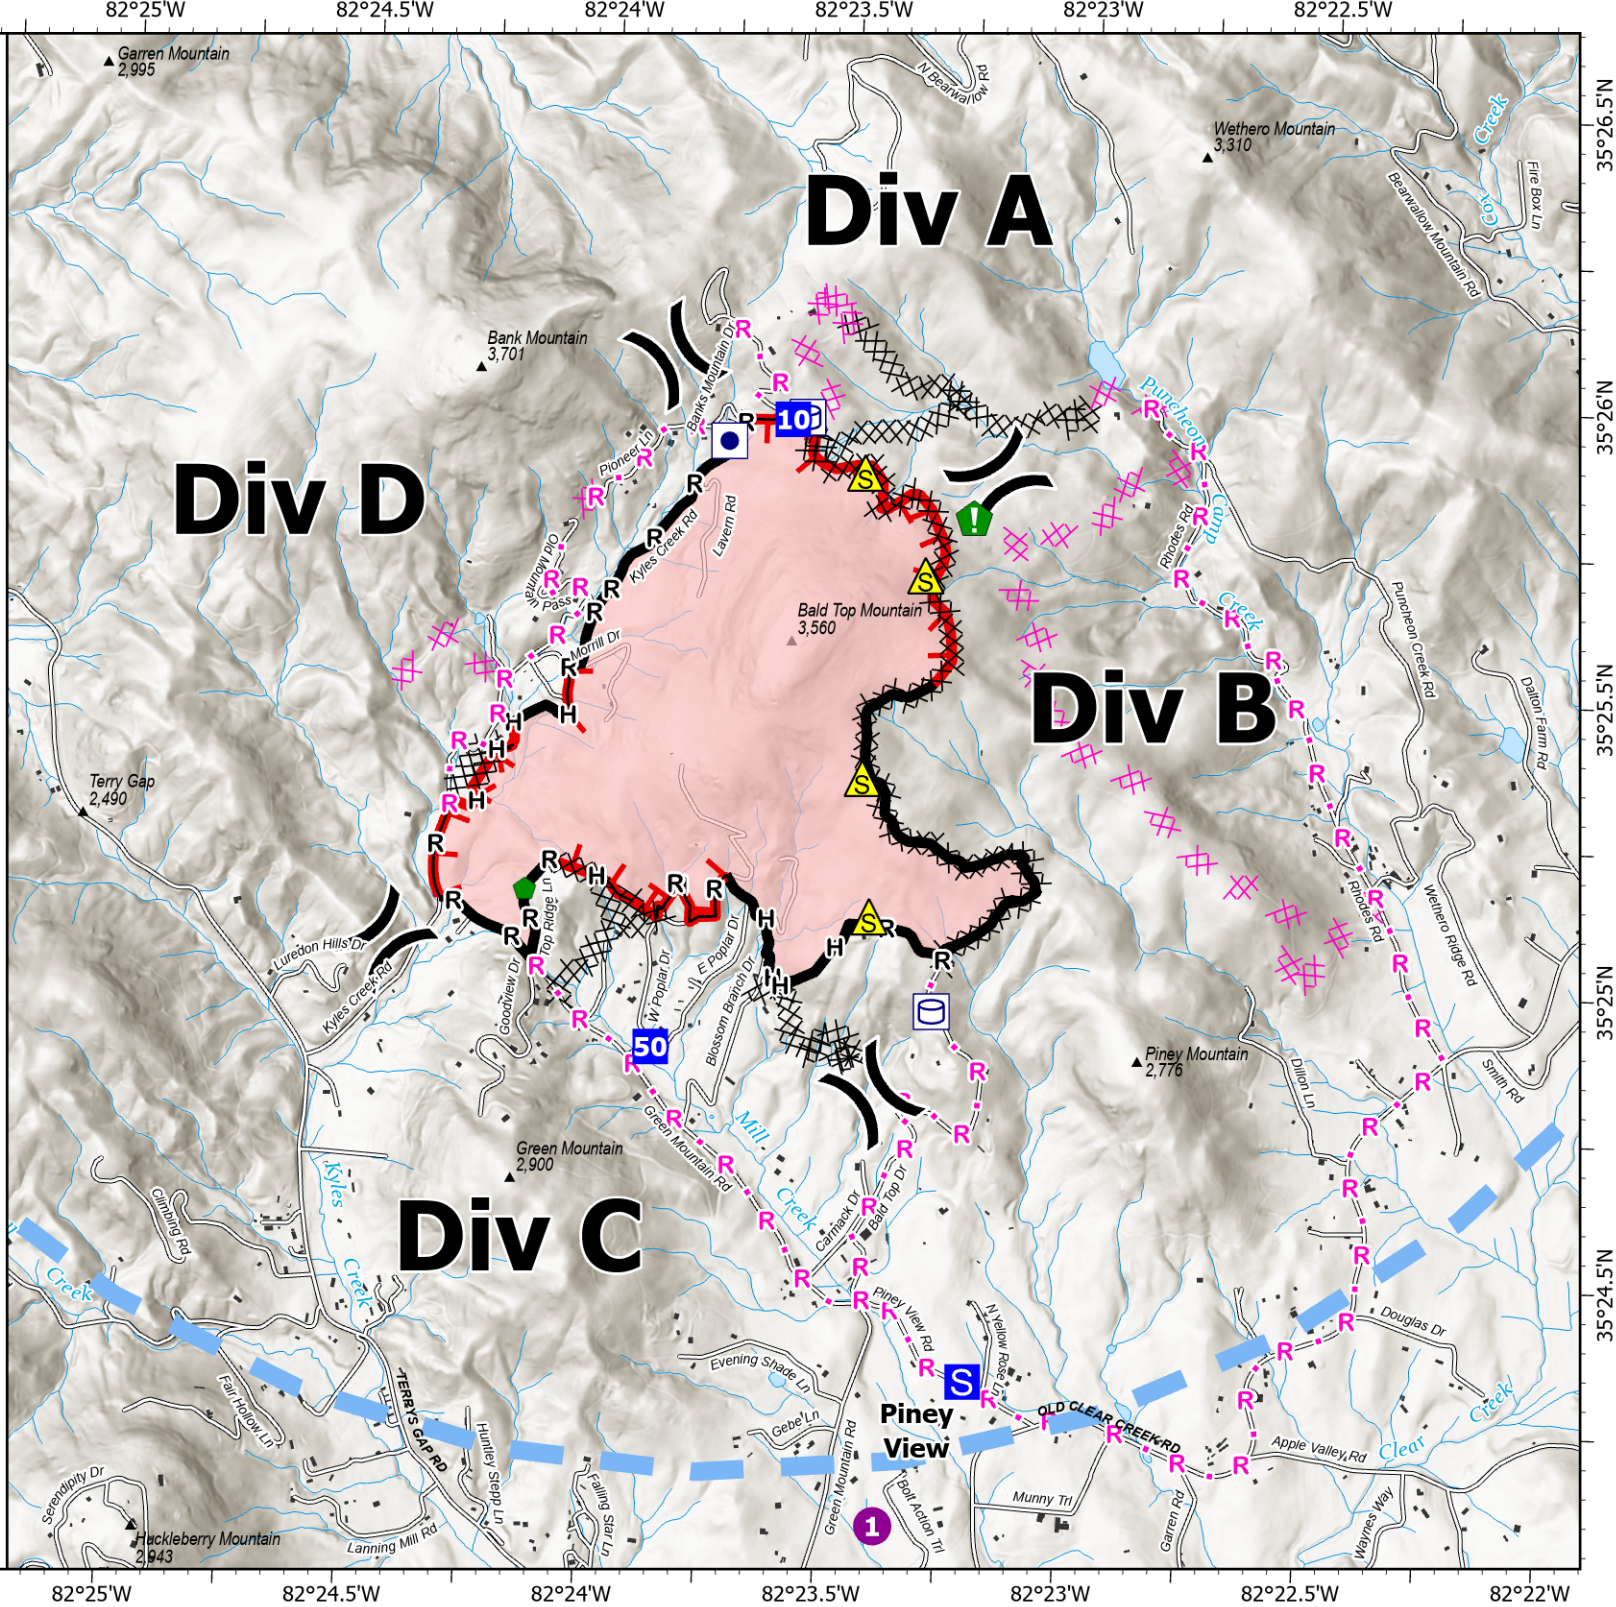 82°25'W
82°24.5'W
82°24'W
82°23.5'W
82°23'W
82°22.5'W
Garren Mountain
2,995
N Bearwallow Rd
Wethero Mountain
3,310
Creek
Cox
Fire Box Ln
Bearwallow Mountain Rd
35°26.5'N
Div A
Bank Mountain
3,701
Banks Mountain Dr
R
R
Puncheon
Camp
Creek
35°26'N
10
R
R
R
Pioneer Ln
R
R
Div D
S
!
Kyles Creek Rd
Lavern Rd
Rhodes Rd
Old Mountain
Pass
S
Bald Top Mountain
3,560
Puncheon Creek Rd
Morrill Dr
Div B
Dalton Farm Rd
35°25.5'N
H
H
H
H
Terry Gap
2,490
S
R
R
H
R
R
H
S
R
Rhodes Rd
Wethero Ridge Rd
Luredon Hills Dr
Kyles Creek Rd
Top Ridge Ln
Goodview Dr
W Poplar Dr
E Poplar Dr
Blossom Branch Dr
H
H
H
R
35°25'N
50
Piney Mountain
2,776
Dillon Ln
Smith Rd
Green Mountain Rd
Mill
Creek
Green Mountain
2,900
Kyles
Creek
Climbing Rd
Div C
Carmack Dr
Bald Top Dr
35°24.5'N
Creek
Piney View Rd
N Yellow Rose Ln
Douglas Dr
Evening Shade Ln
S
Piney
View
OLD CLEAR CREEK RD
Fair Hollow Ln
TERRYS GAP RD
Huntley Stepp Ln
Gebe Ln
Green Mountain Rd
Apple Valley Rd
Clear
Creek
Serendipity Dr
Falling Star Ln
Bolt Action Trl
Munny Trl
Garren Rd
Waynes Way
1
Huckleberry Mountain
2,943
Lanning Mill Rd
82°25'W
82°24.5'W
82°24'W
82°23.5'W
82°23'W
82°22.5'W
82°22'W